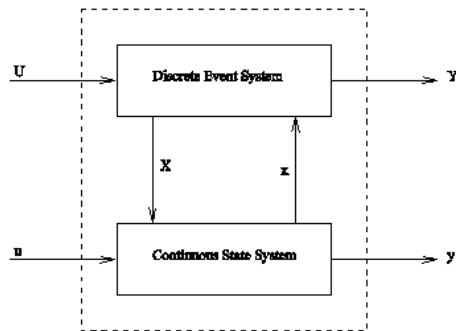 U
Discrete Event System
Y
X
x
u
Continuous State System
y